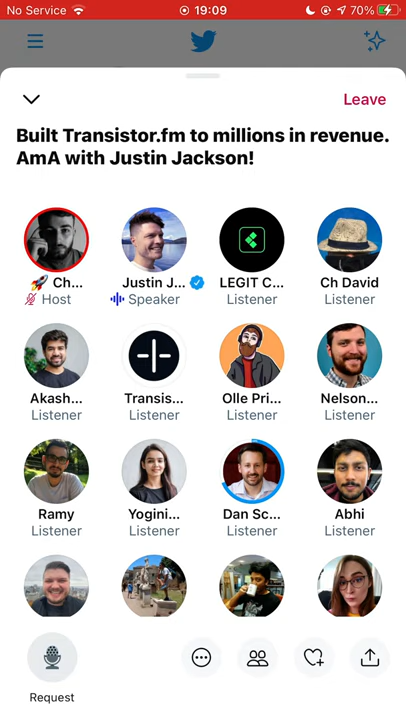 No Service 19:09 70%
Leave
Built Transistor.fm to millions in revenue.
AmA with Justin Jackson!
🚀 Ch... Justin J... LEGIT C... Ch David
Host Speaker Listener Listener
Akash... Transis... Olle Pri... Nelson...
Listener Listener Listener Listener
Ramy Yogini... Dan Sc... Abhi
Listener Listener Listener Listener
Request